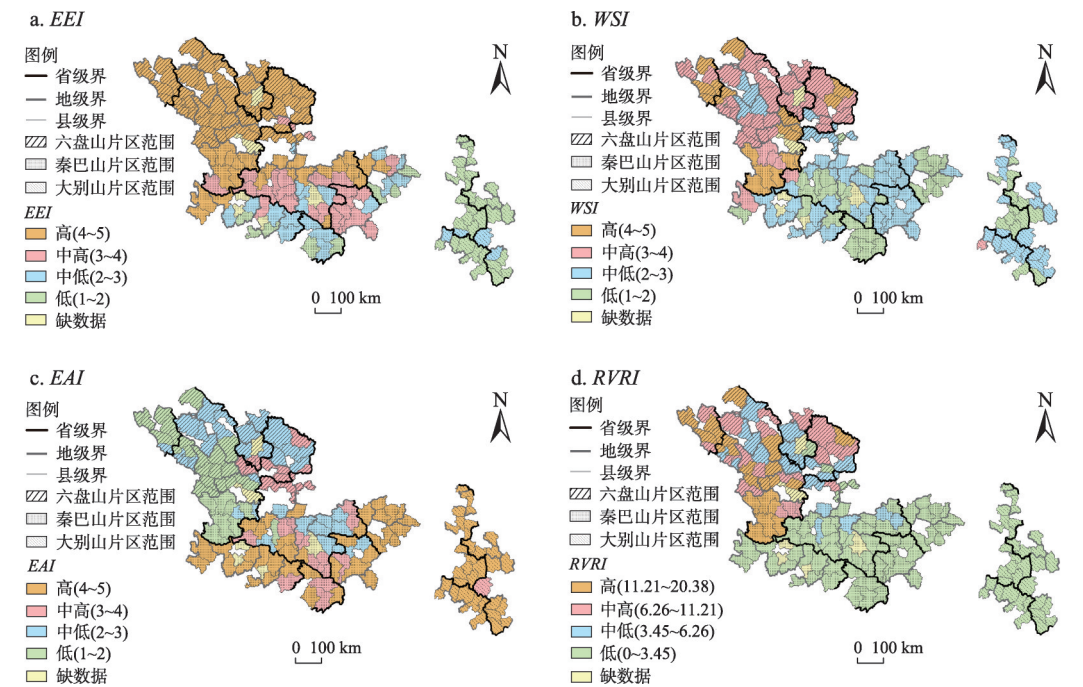 a. EEI
图例
省级界
地级界
县级界
六盘山片区范围
秦巴山片区范围
大别山片区范围
EEI
高(4~5)
中高(3~4)
中低(2~3)
低(1~2)
缺数据
N
0 100 km
b. WSI
图例
省级界
地级界
县级界
六盘山片区范围
秦巴山片区范围
大别山片区范围
WSI
高(4~5)
中高(3~4)
中低(2~3)
低(1~2)
缺数据
N
0 100 km
c. EAI
图例
省级界
地级界
县级界
六盘山片区范围
秦巴山片区范围
大别山片区范围
EAI
高(4~5)
中高(3~4)
中低(2~3)
低(1~2)
缺数据
N
0 100 km
d. RVRI
图例
省级界
地级界
县级界
六盘山片区范围
秦巴山片区范围
大别山片区范围
RVRI
高(11.21~20.38)
中高(6.26~11.21)
中低(3.45~6.26)
低(0~3.45)
缺数据
N
0 100 km